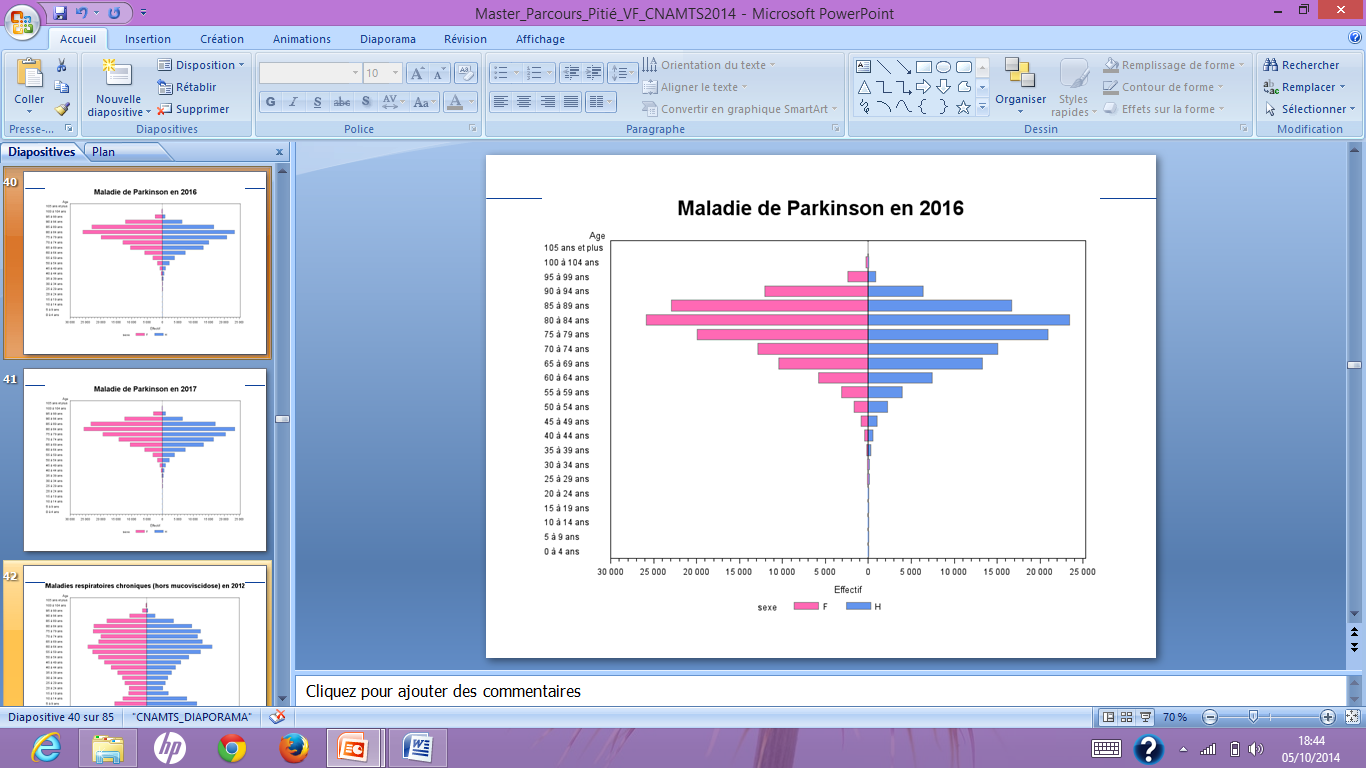 Master_Parcours_Pitié_VF_CNAMTS2014 - Microsoft PowerPoint
Accueil Insertion Création Animations Diaporama Révision Affichage
Coller
Presse-...
Nouvelle diapositive
Disposition
Rétablir
Supprimer
Diapositives
10
G I S abc S AV Aa A
Police
Orientation du texte
Aligner le texte
Convertir en graphique SmartArt
Paragraphe
Organiser
Styles rapides
Remplissage de forme
Contour de forme
Effets sur la forme
Dessin
Rechercher
Remplacer
Sélectionner
Modification
Diapositives Plan x
40
Maladie de Parkinson en 2016
41
Maladie de Parkinson en 2017
42
Maladies respiratoires chroniques (hors mucoviscidose) en 2012
Maladie de Parkinson en 2016
Age
105 ans et plus
100 à 104 ans
95 à 99 ans
90 à 94 ans
85 à 89 ans
80 à 84 ans
75 à 79 ans
70 à 74 ans
65 à 69 ans
60 à 64 ans
55 à 59 ans
50 à 54 ans
45 à 49 ans
40 à 44 ans
35 à 39 ans
30 à 34 ans
25 à 29 ans
20 à 24 ans
15 à 19 ans
10 à 14 ans
5 à 9 ans
0 à 4 ans
30 000 25 000 20 000 15 000 10 000 5 000 0 5 000 10 000 15 000 20 000 25 000
Effectif
sexe F H
Cliquez pour ajouter des commentaires
Diapositive 40 sur 85 "CNAMTS_DIAPORAMA" 70 %
18:44
05/10/2014